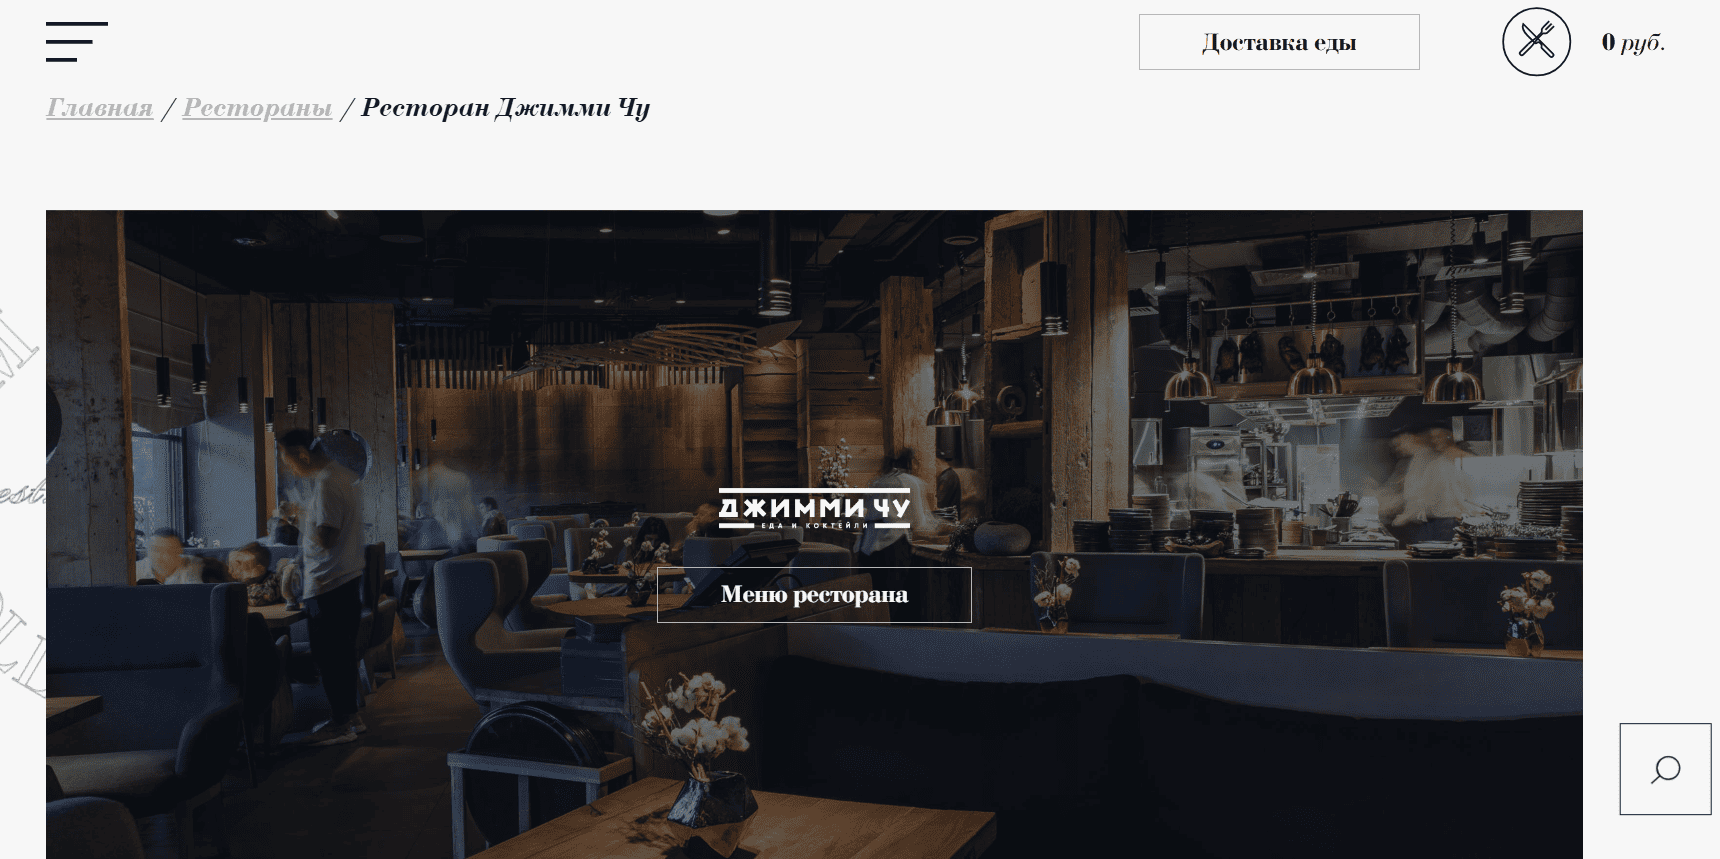 Доставка еды
0 руб.
Главная / Рестораны / Ресторан Джимми Чу
ДЖИММИ ЧУ
ЕДА И КОКТЕЙЛИ
Меню ресторана